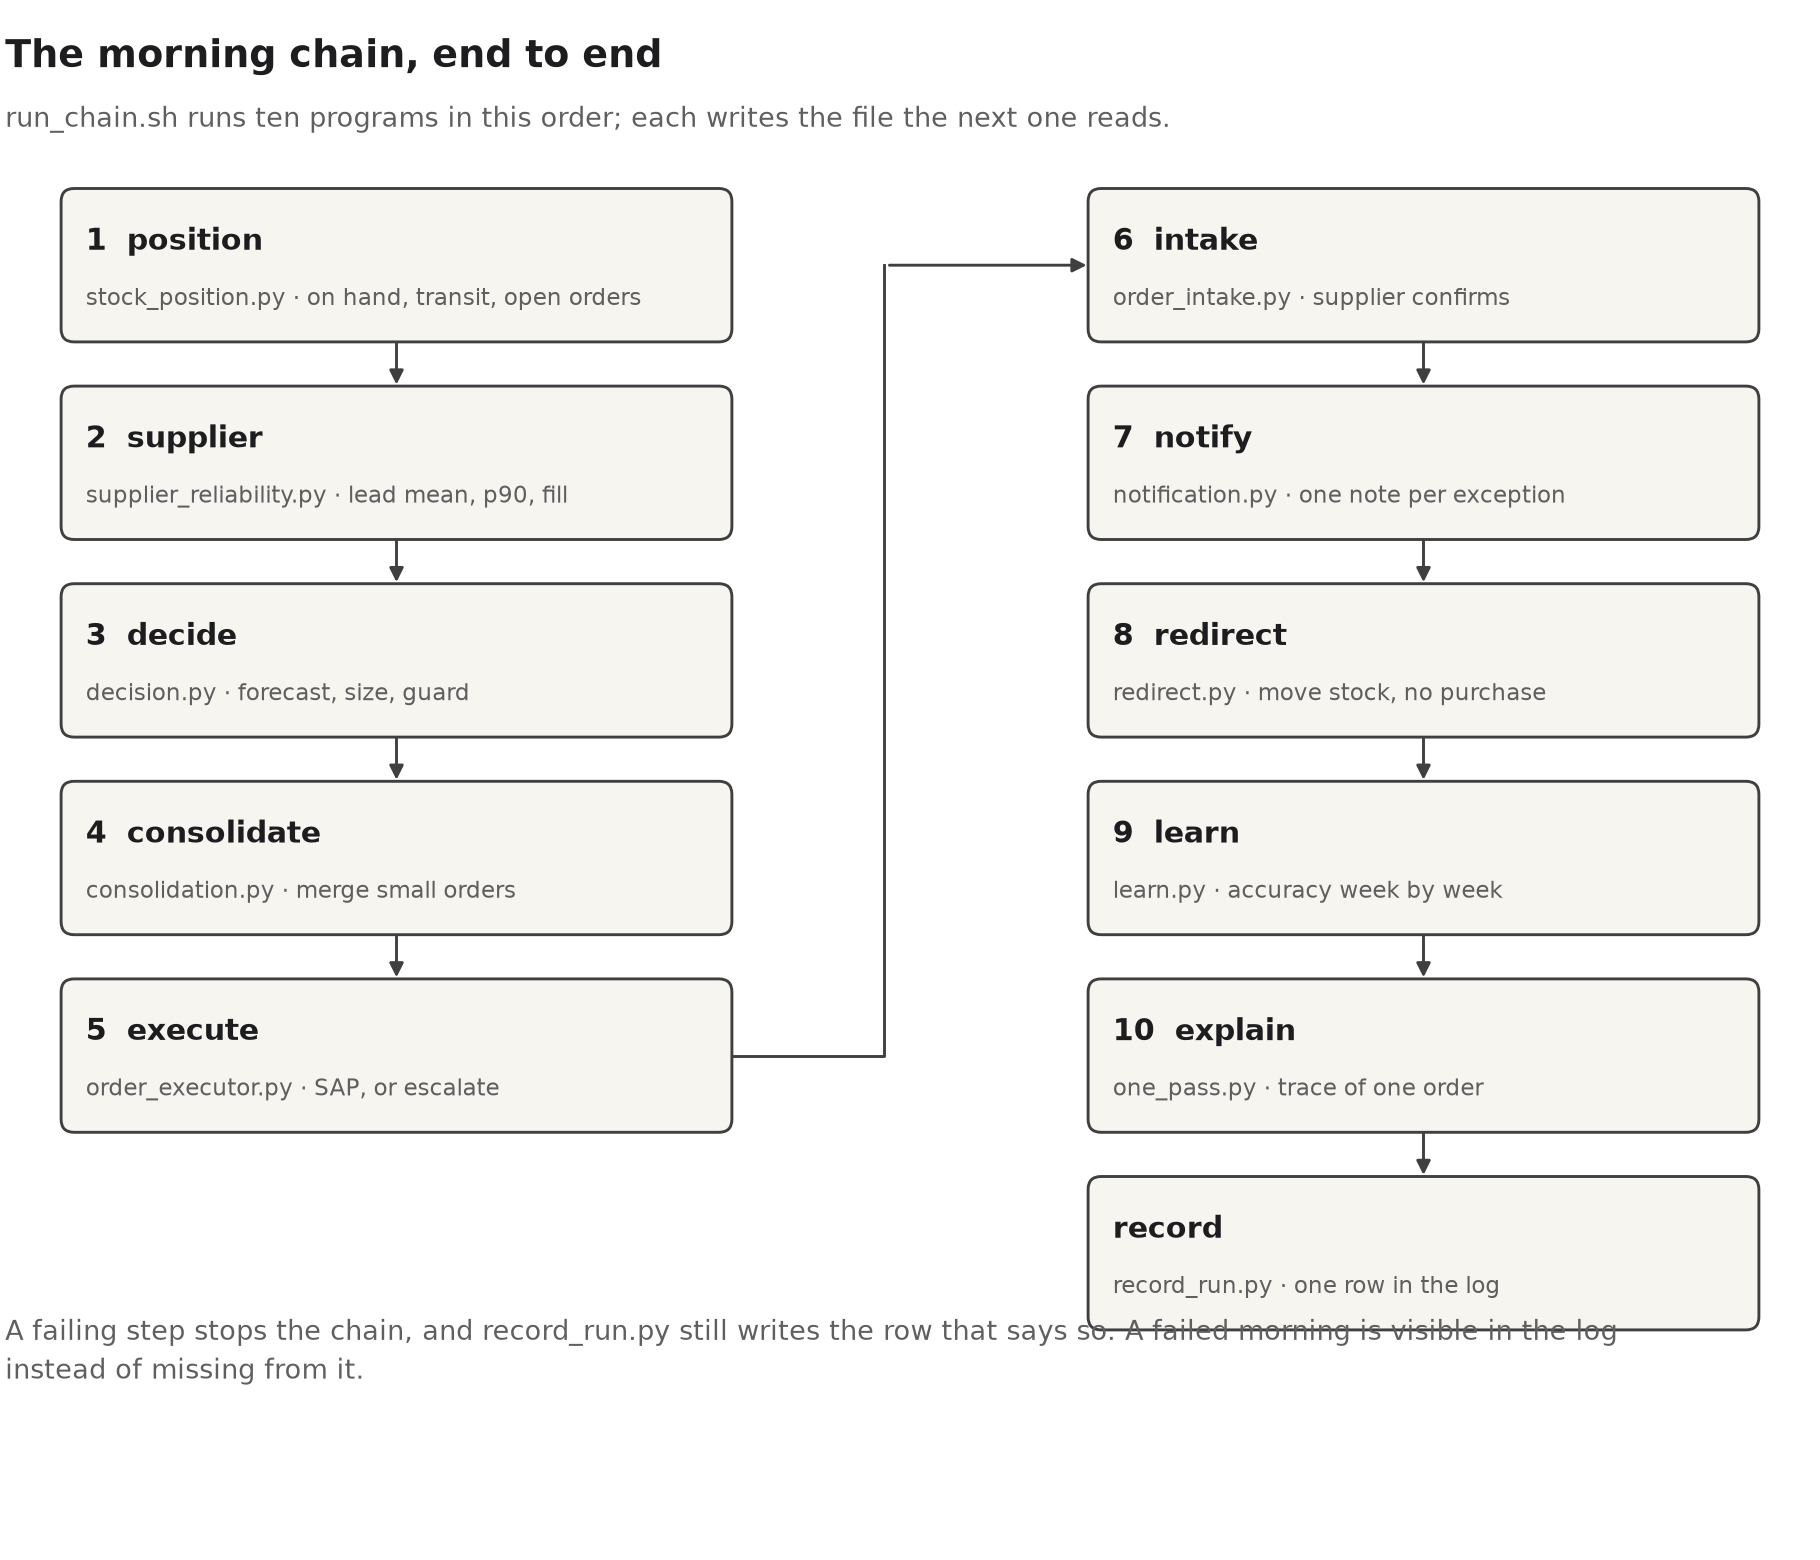 The morning chain, end to end
run_chain.sh runs ten programs in this order; each writes the file the next one reads.
1 position
stock_position.py · on hand, transit, open orders
2 supplier
supplier_reliability.py · lead mean, p90, fill
3 decide
decision.py · forecast, size, guard
4 consolidate
consolidation.py · merge small orders
5 execute
order_executor.py · SAP, or escalate
6 intake
order_intake.py · supplier confirms
7 notify
notification.py · one note per exception
8 redirect
redirect.py · move stock, no purchase
9 learn
learn.py · accuracy week by week
10 explain
one_pass.py · trace of one order
record
record_run.py · one row in the log
A failing step stops the chain, and record_run.py still writes the row that says so. A failed morning is visible in the log
instead of missing from it.